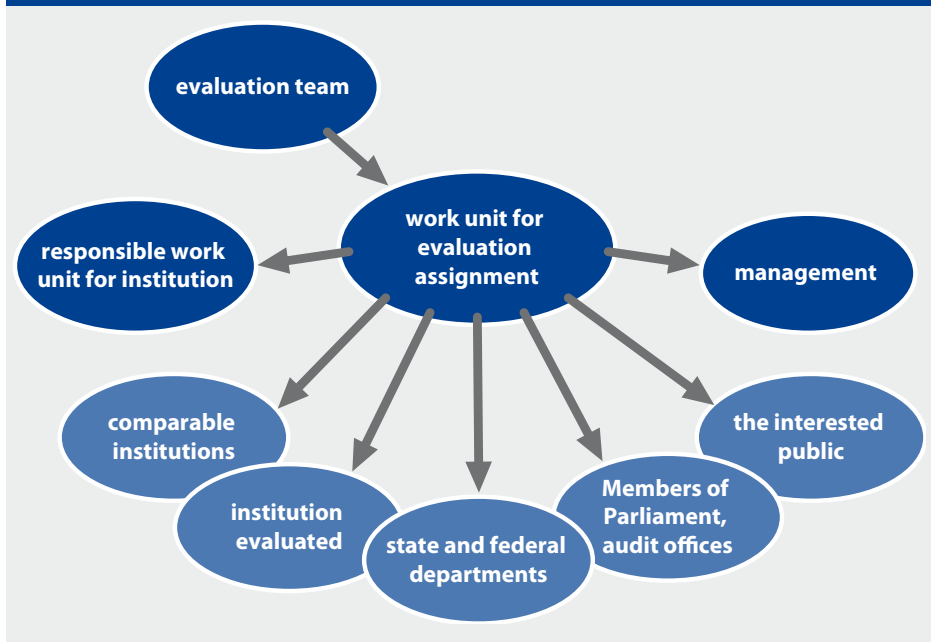 evaluation team
work unit for
evaluation
assignment
responsible work
unit for institution
management
comparable
institutions
the interested
public
institution
evaluated
Members of
Parliament,
audit offices
state and federal
departments